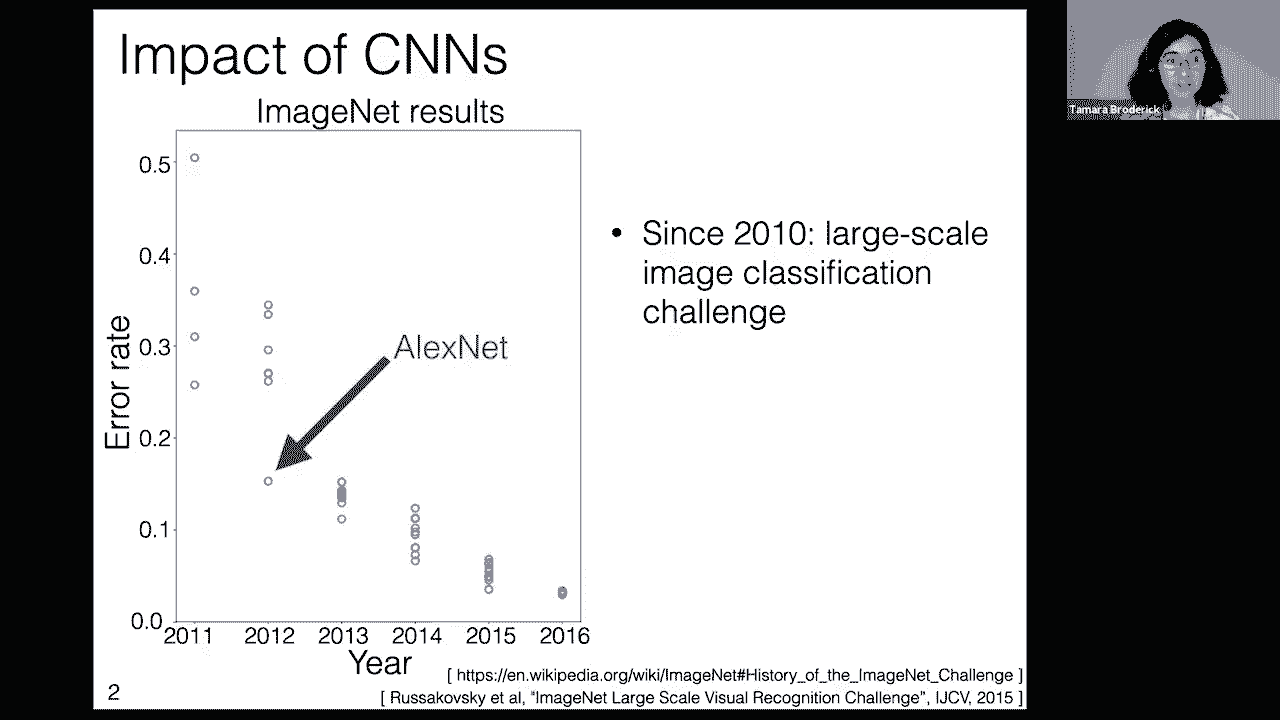 Impact of CNNs
ImageNet results
0.5
0.4
0.3
0.2
0.1
0.0
Error rate
AlexNet
2011 2012 2013 2014 2015 2016
Year
• Since 2010: large-scale
image classification
challenge
[ https://en.wikipedia.org/wiki/ImageNet#History_of_the_ImageNet_Challenge ]
[ Russakovsky et al, "ImageNet Large Scale Visual Recognition Challenge", IJCV, 2015 ]
2
Tamara Broderick